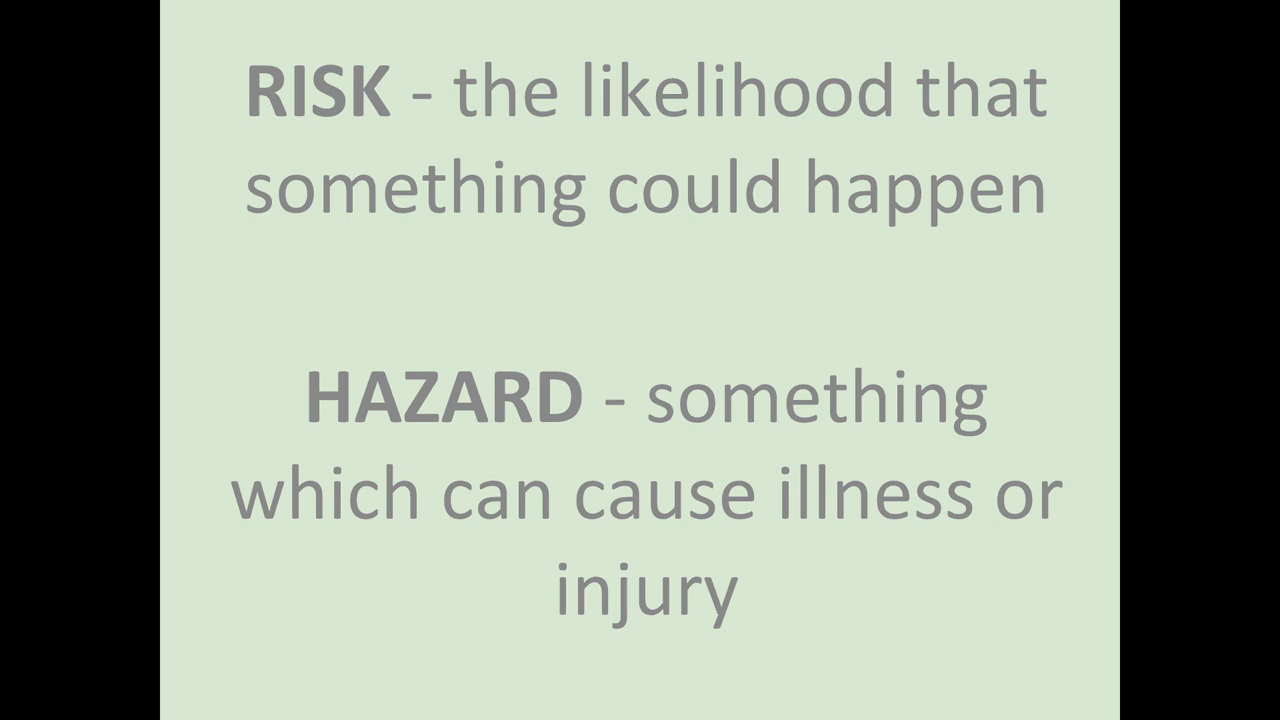 RISK - the likelihood that
something could happen
HAZARD - something
which can cause illness or
injury